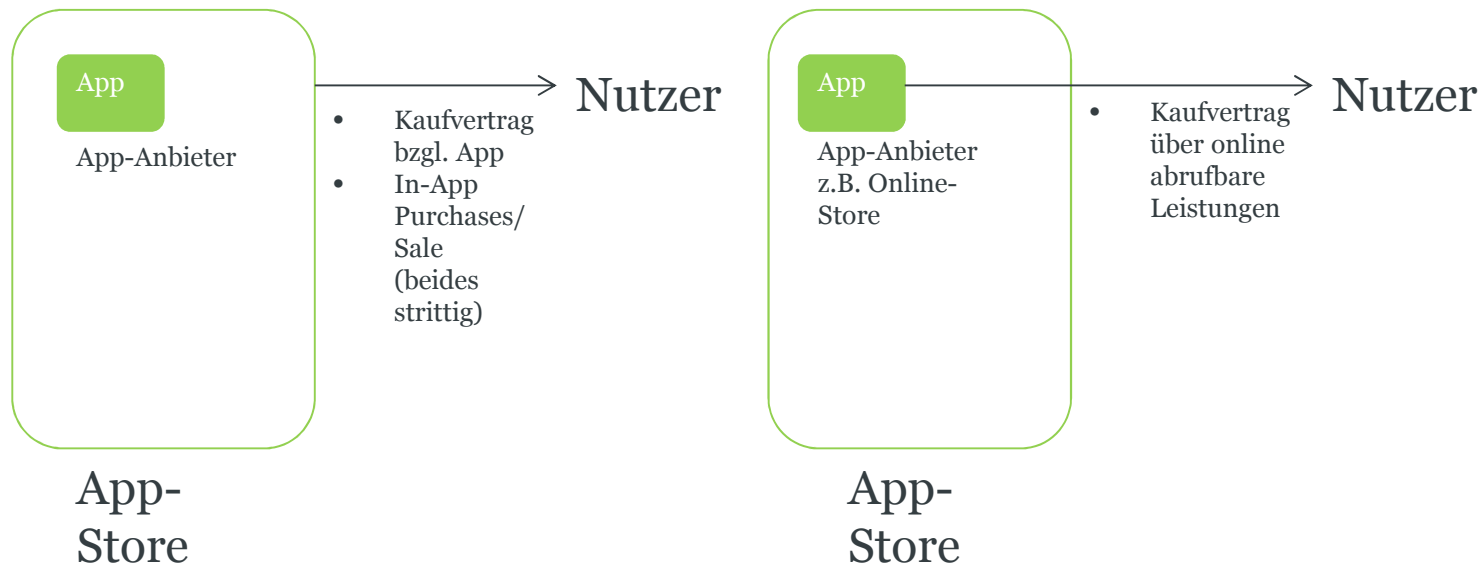 App
App-Anbieter
Nutzer
• Kaufvertrag
bzgl. App
• In-App
Purchases/
Sale
(beides
strittig)
App-
Store
App
App-Anbieter
z.B. Online-
Store
Nutzer
• Kaufvertrag
über online
abrufbare
Leistungen
App-
Store